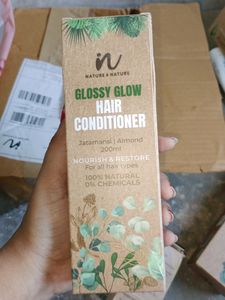 NATURE 4 NATURE
GLOSSY GLOW
HAIR
CONDITIONER
Jatamansi | Almond
200ml
NOURISH & RESTORE
For all hair types
100% NATURAL
0% CHEMICALS